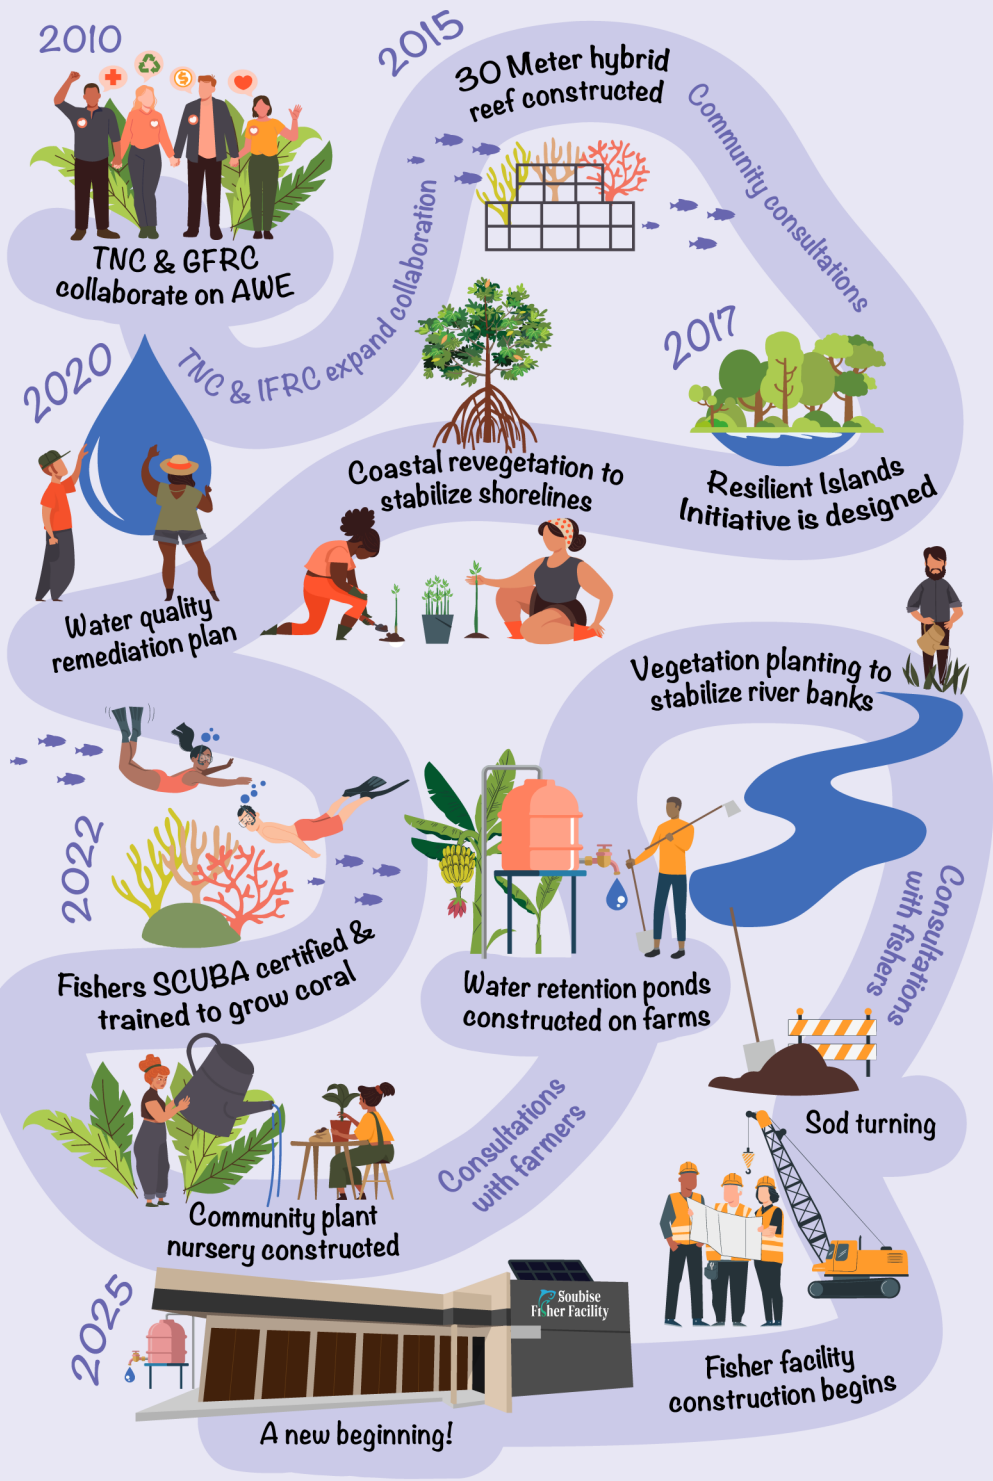 2010
TNC & GFRC
collaborate on AWE
TNC & IFRC expand collaboration
2015
30 Meter hybrid
reef constructed
Community consultations
2017
Resilient Islands
Initiative is designed
Coastal revegetation to
stabilize shorelines
2020
Water quality
remediation plan
2022
Fishers SCUBA certified &
trained to grow coral
Community plant
nursery constructed
Consultations
with farmers
Water retention ponds
constructed on farms
Vegetation planting to
stabilize river banks
Consultations
with fishers
Sod turning
Fisher facility
construction begins
2025
Soubise
Fisher Facility
A new beginning!